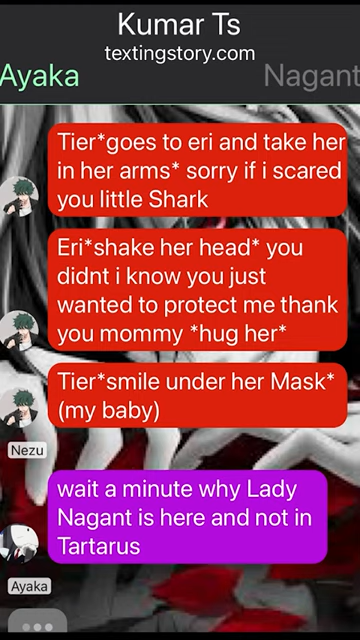 Kumar Ts
textingstory.com
Ayaka
Nagant
Tier*goes to eri and take her
in her arms* sorry if i scared
you little Shark
Eri*shake her head* you
didnt i know you just
wanted to protect me thank
you mommy *hug her*
Tier*smile under her Mask*
(my baby)
Nezu
wait a minute why Lady
Nagant is here and not in
Tartarus
Ayaka